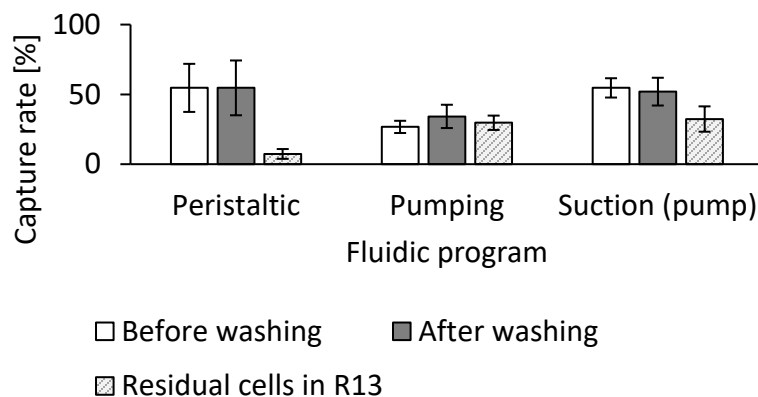 Capture rate [%]
100
50
0
Peristaltic Pumping Suction (pump)
Fluidic program
Before washing After washing
Residual cells in R13